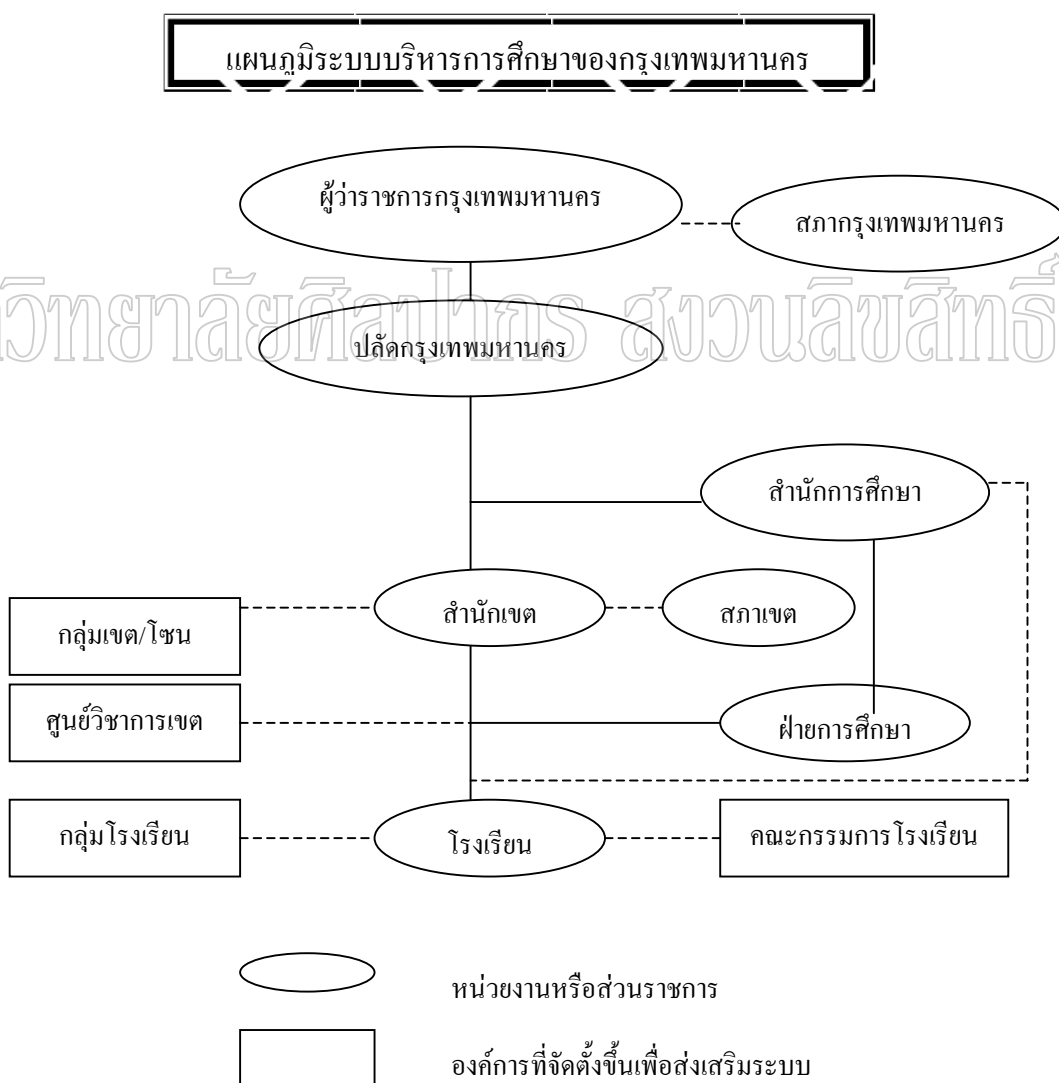 แผนภูมิระบบบริหารการศึกษาของกรุงเทพมหานคร
ผู้ว่าราชการกรุงเทพมหานคร
สภากรุงเทพมหานคร
วิทยาลัยศิลปากร สงวนลิขสิทธิ์
ปลัดกรุงเทพมหานคร
สำนักการศึกษา
สำนักเขต
สภาเขต
กลุ่มเขต/โซน
ศูนย์วิชาการเขต
ฝ่ายการศึกษา
กลุ่มโรงเรียน
โรงเรียน
คณะกรรมการโรงเรียน
หน่วยงานหรือส่วนราชการ
องค์การที่จัดตั้งขึ้นเพื่อส่งเสริมระบบ